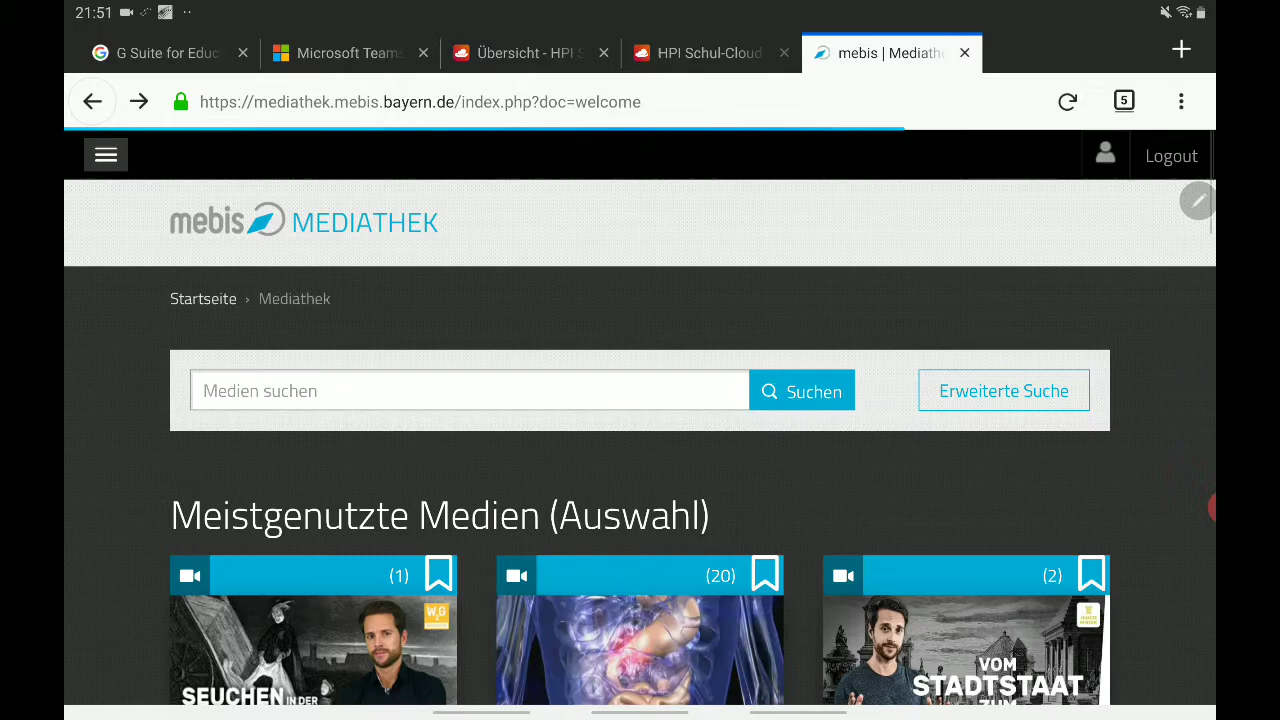 21:51
G Suite for Educ
Microsoft Teams
Übersicht - HPI S
HPI Schul-Cloud
mebis | Mediathe
https://mediathek.mebis.bayern.de/index.php?doc=welcome
5
Logout
mebis MEDIATHEK
Startseite › Mediathek
Medien suchen
Suchen
Erweiterte Suche
Meistgenutzte Medien (Auswahl)
(1)
(20)
(2)
SEUCHEN IN DER
VOM
STADTSTAAT
ZUM